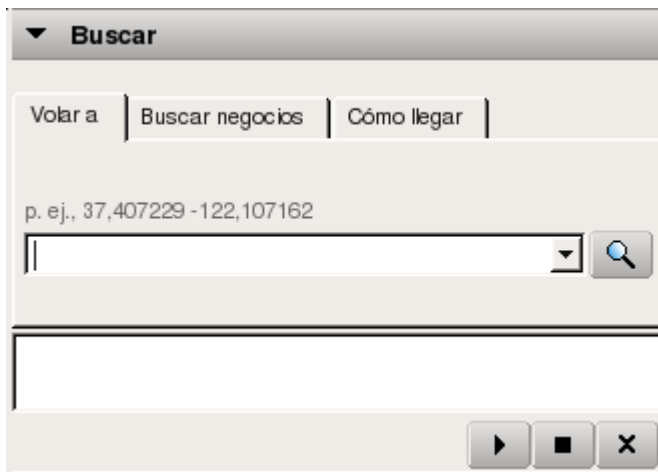 Buscar
Volar a Buscar negocios Cómo llegar
p. ej., 37,407229 -122,107162